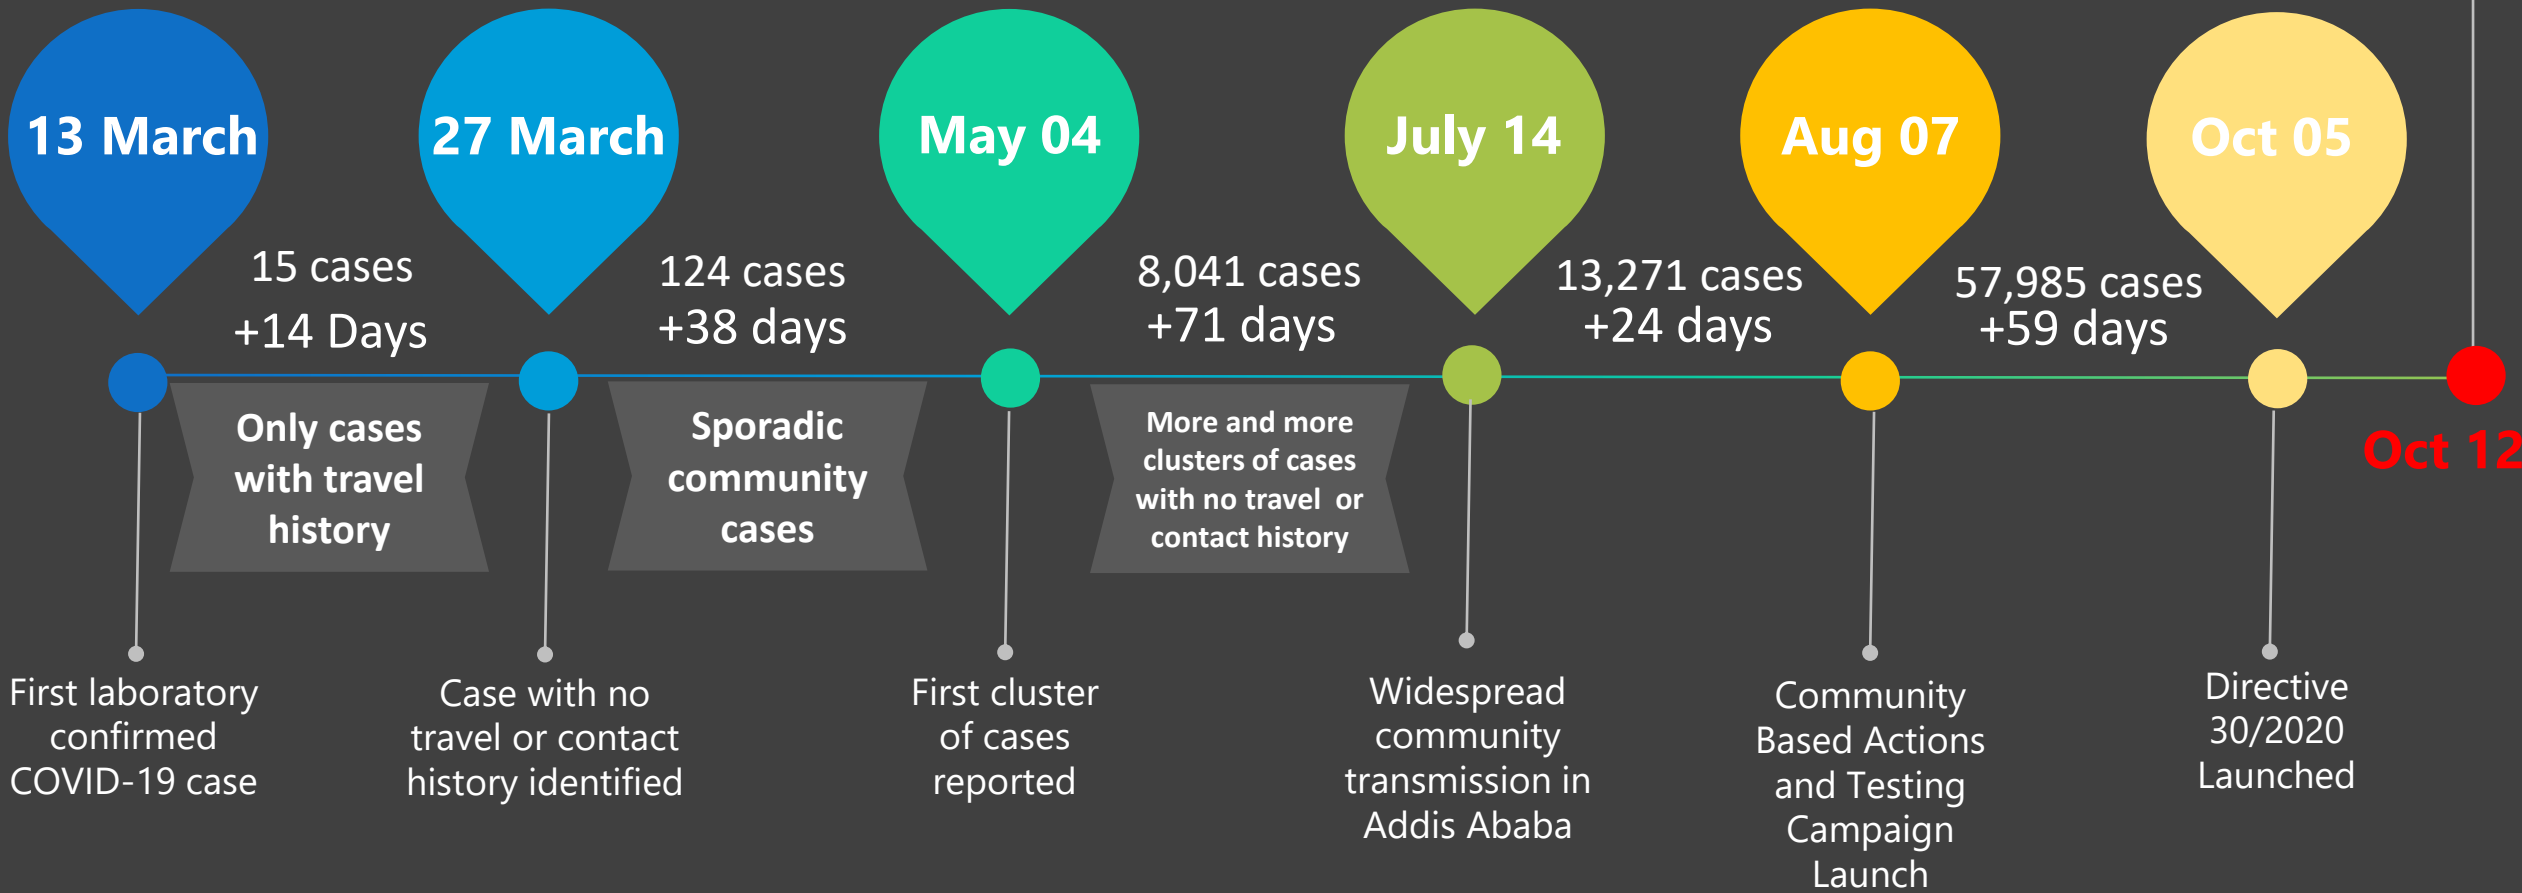 13 March
27 March
May 04
July 14
Aug 07
Oct 05
15 cases
+14 Days
124 cases
+38 days
8,041 cases
+71 days
13,271 cases
+24 days
57,985 cases
+59 days
Only cases
with travel
history
Sporadic
community
cases
More and more
clusters of cases
with no travel or
contact history
Oct 12
First laboratory
confirmed
COVID-19 case
Case with no
travel or contact
history identified
First cluster
of cases
reported
Widespread
community
transmission in
Addis Ababa
Community
Based Actions
and Testing
Campaign
Launch
Directive
30/2020
Launched